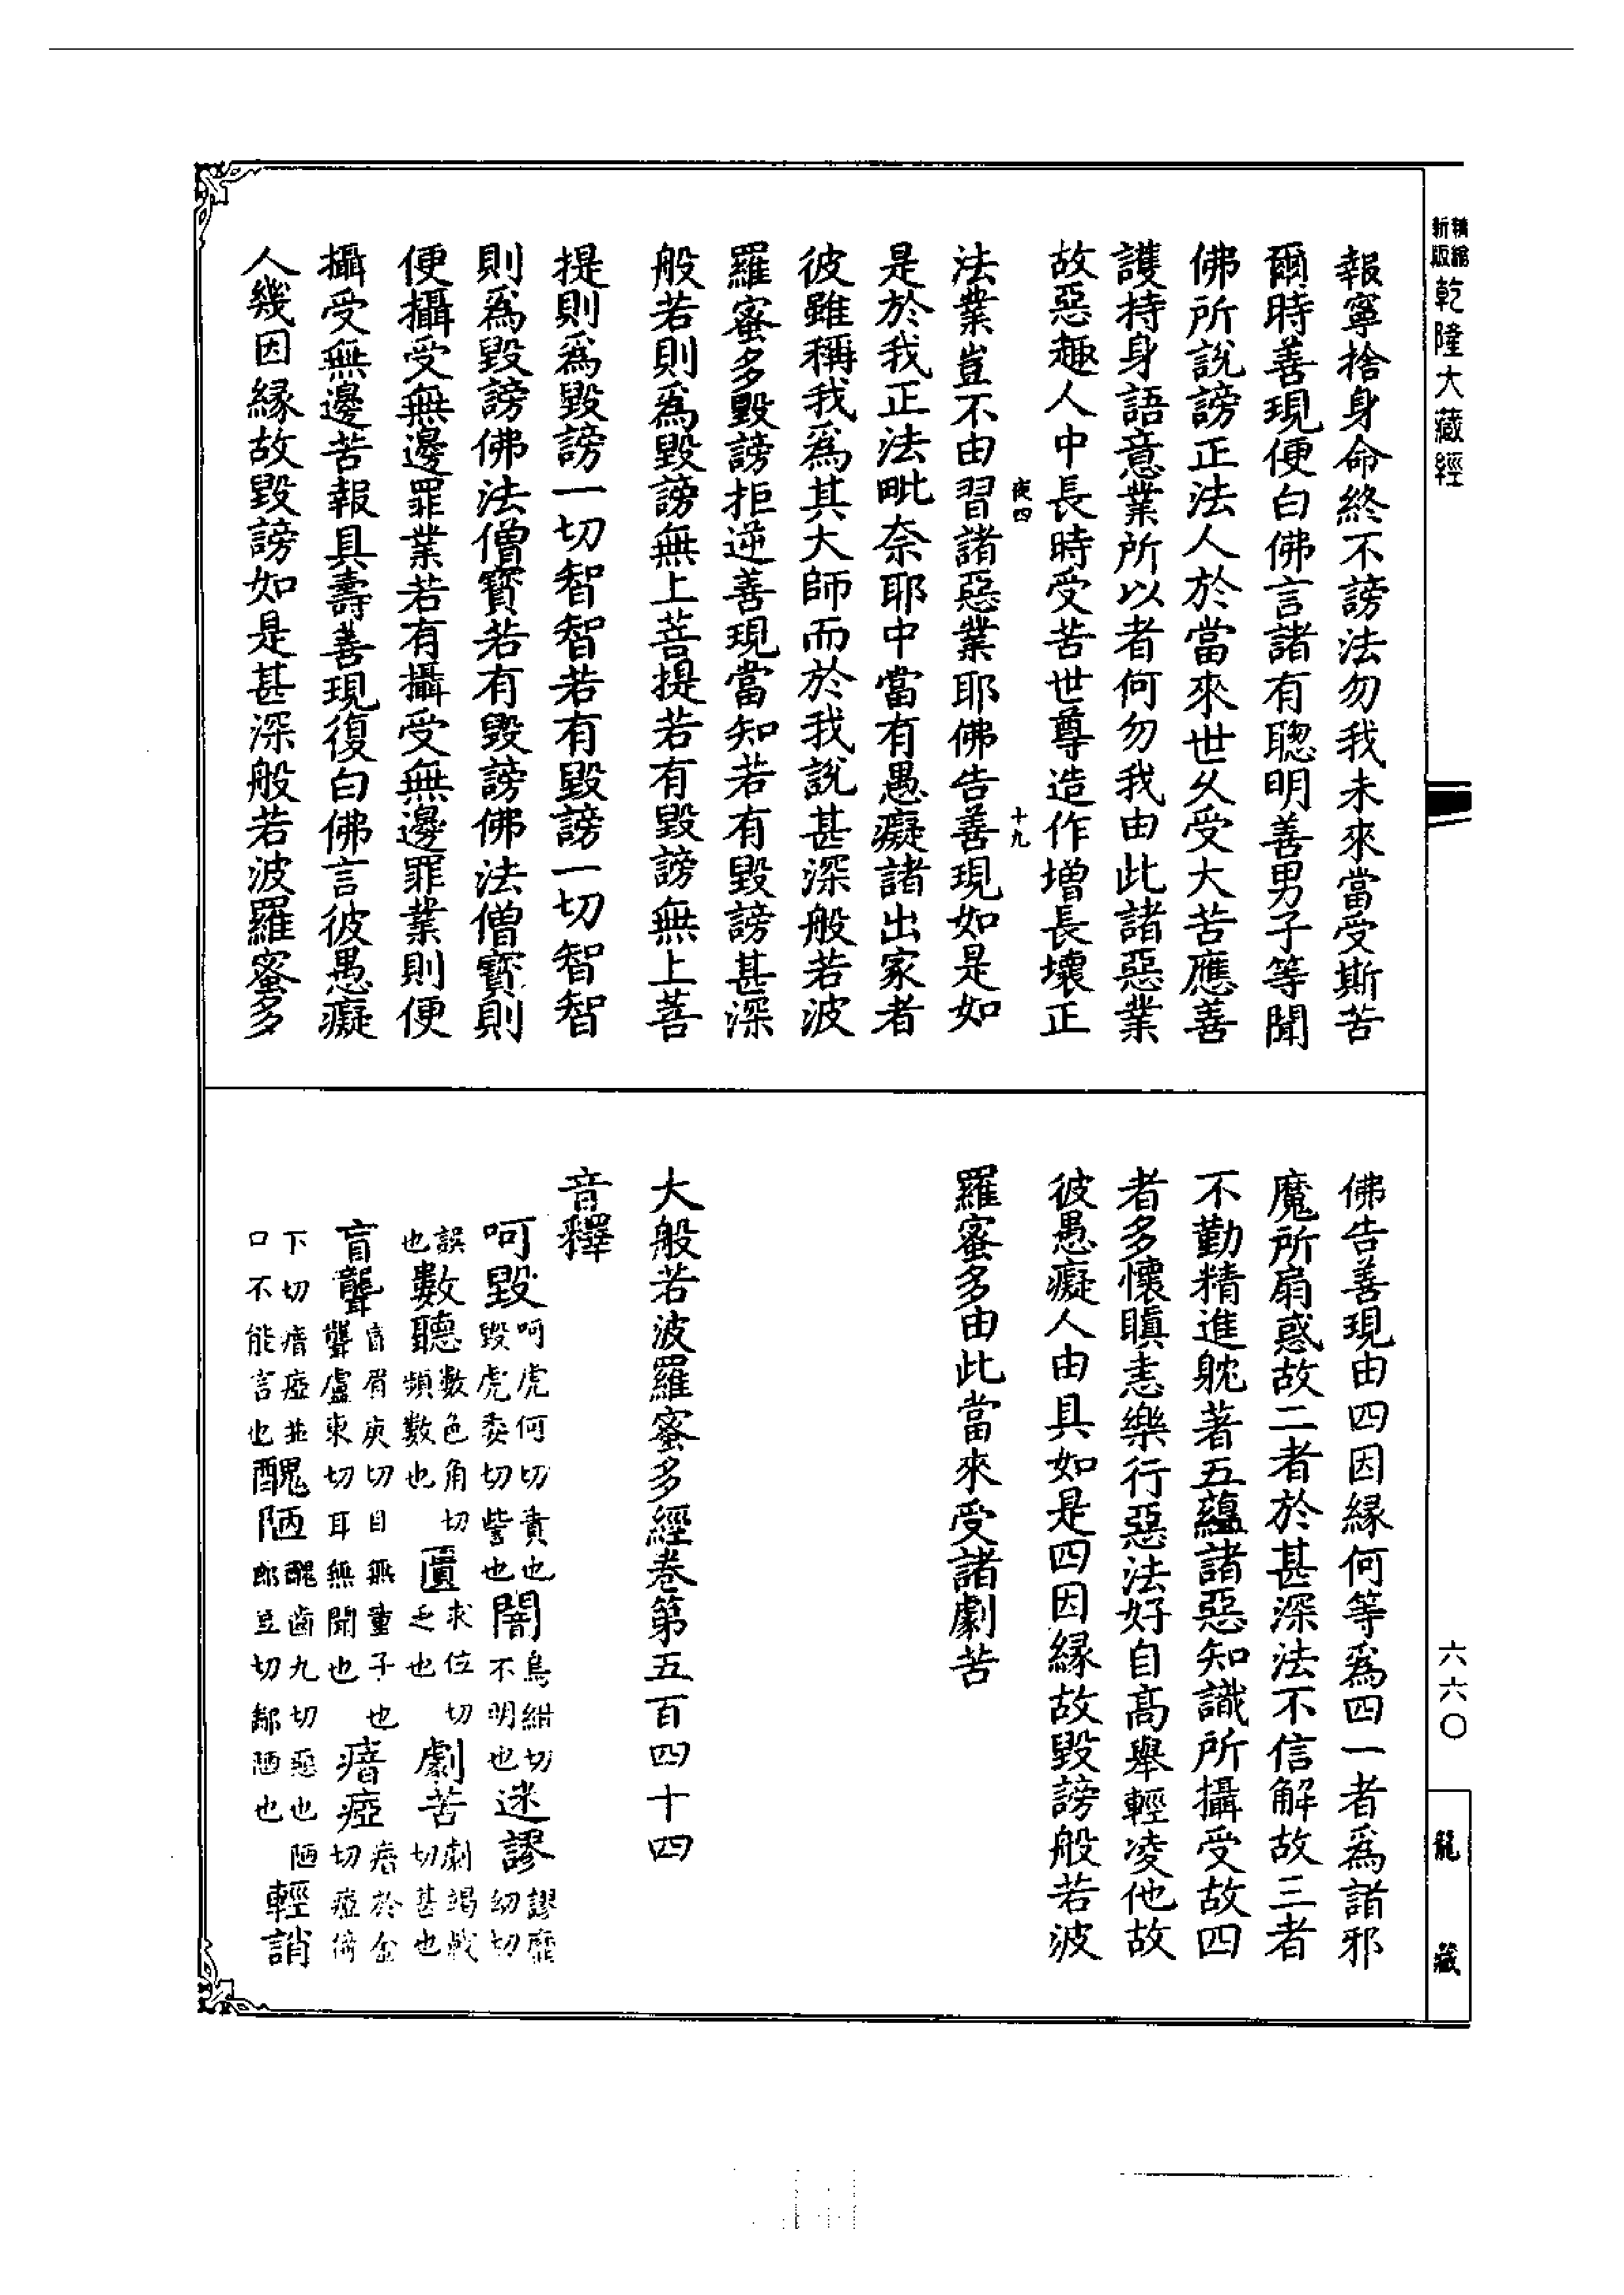 精縮新版乾隆大藏經
報寧捨身命終不謗法勿我未來當受斯苦
爾時善現便白佛言諸有聰明善男子等聞
佛所說謗正法人於當來世久受大苦應善
護持身語意業所以者何勿我由此諸惡業
故惡趣人中長時受苦世尊造作增長壞正
夜四 十九
法業豈不由習諸惡業耶佛告善現如是如
是於我正法毗奈耶中當有愚癡諸出家者
彼雖稱我爲其大師而於我說甚深般若波
羅蜜多毀謗拒逆善現當知若有毀謗甚深
般若則爲毀謗無上菩提若有毀謗無上菩
提則爲毀謗一切智智若有毀謗一切智智
則爲毀謗佛法僧寶若有毀謗佛法僧寶則
便攝受無邊罪業若有攝受無邊罪業則便
攝受無邊苦報具壽善現復白佛言彼愚癡
人幾因緣故毀謗如是甚深般若波羅蜜多
佛告善現由四因緣何等爲四一者爲諸邪
魔所扇惑故二者於甚深法不信解故三者
不勤精進躭著五蘊諸惡知識所攝受故四
者多懷瞋恚樂行惡法好自高舉輕凌他故
彼愚癡人由具如是四因緣故毀謗般若波
羅蜜多由此當來受諸劇苦
大般若波羅蜜多經卷第五百四十四
音釋
呵毀呵虎何切責也毀虎委切訾也闇烏紺切不明也迷謬謬靡幼切
誤也數聽數色角切頻數也匱求位切乏也劇苦劇竭戟切甚也
盲聾盲眉庚切目無童子也聾盧東切耳無聞也瘖瘂瘖於金切瘂倚
下切瘖瘂並口不能言也醜陋醜齒九切惡也陋郎豆切鄙陋也輕誚
六六〇
龍藏